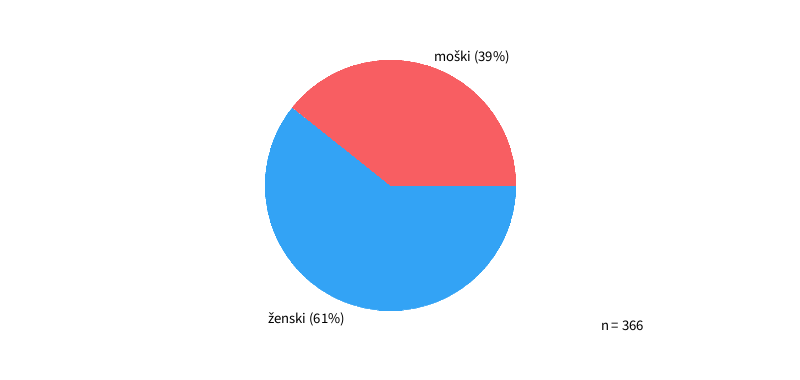 moški (39%)
ženski (61%)
n = 366